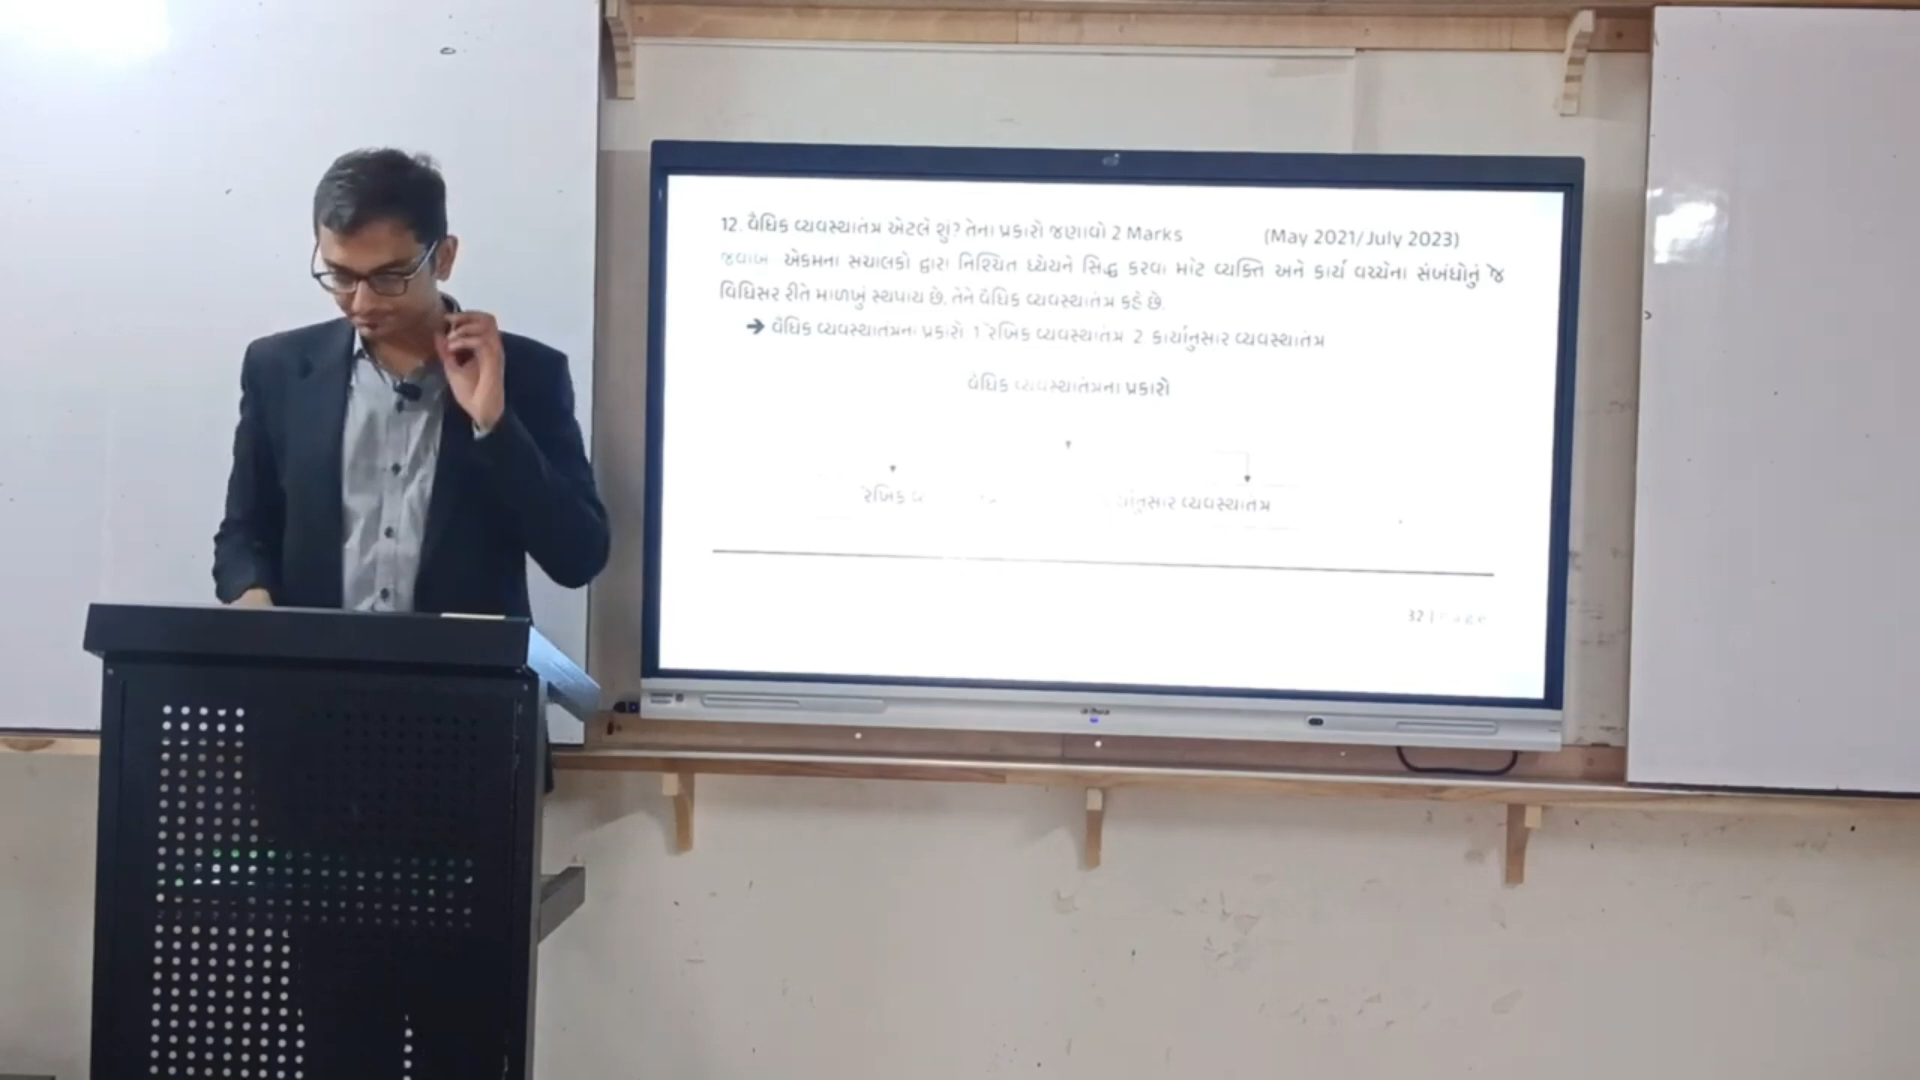 12. વૈધિક વ્યવસ્થાતંત્ર એટલે શું? તેના પ્રકારો જણાવો 2 Marks (May 2021/July 2023)
જવાબ એકમના સંચાલકો દ્વારા નિશ્ચિત ધ્યેયને સિદ્ધ કરવા માટે વ્યક્તિ અને કાર્ય વચ્ચેના સંબંધોનું જે
વિધિસર રીતે માળખું સ્થપાય છે. તેને વૈધિક વ્યવસ્થાતંત્ર કહે છે.
➔ વૈધિક વ્યવસ્થાતંત્રના પ્રકારો 1 રેખિક વ્યવસ્થાતંત્ર 2. કાર્યાનુસાર વ્યવસ્થાતંત્ર
વૈધિક વ્યવસ્થાતંત્રના પ્રકારો
રેખિક
વ્યવસ્થાતંત્ર
32 |